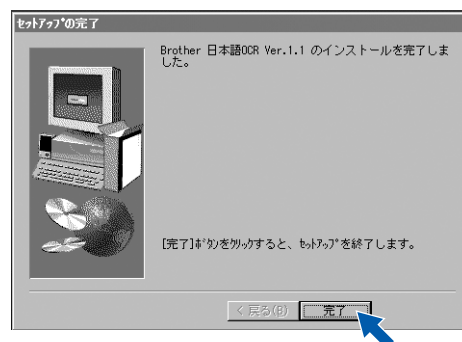 ｾｯﾄｱｯﾌﾟの完了
Brother 日本語OCR Ver.1.1 のインストールを完了しま
した。
[完了]ﾎﾞﾀﾝをｸﾘｯｸすると、ｾｯﾄｱｯﾌﾟを終了します。
< 戻る(B)
完了